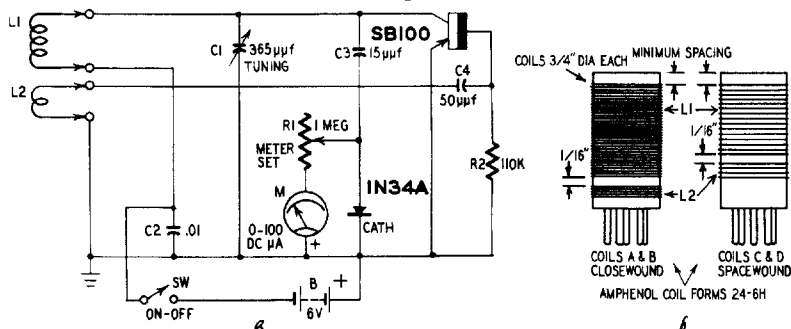 L1
L2
C1
365µµf
TUNING
C3
15µµf
SB100
C4
50µµf
R1
1 MEG
METER
SET
M
0-100
DC µA
+
1N34A
CATH
R2
110K
C2
.01
SW
ON-OFF
B
+
6V
a
COILS 3/4" DIA EACH
MINIMUM SPACING
L1
1/16"
1/16"
L2
COILS A & B
CLOSEWOUND
COILS C & D
SPACEWOUND
AMPHENOL COIL FORMS 24-6H
b